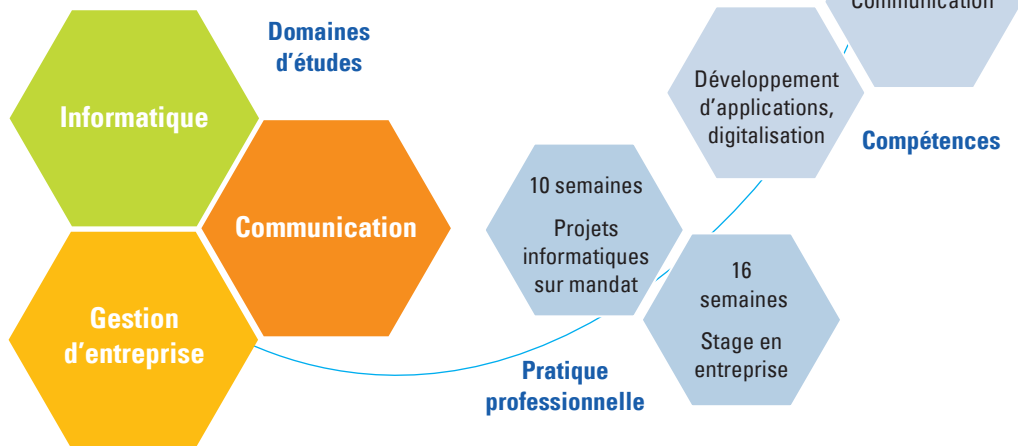 Domaines
d'études
Informatique
Communication
Gestion
d'entreprise
10 semaines
Projets
informatiques
sur mandat
16
semaines
Stage en
entreprise
Pratique
professionnelle
Développement
d'applications,
digitalisation
Communication
Compétences